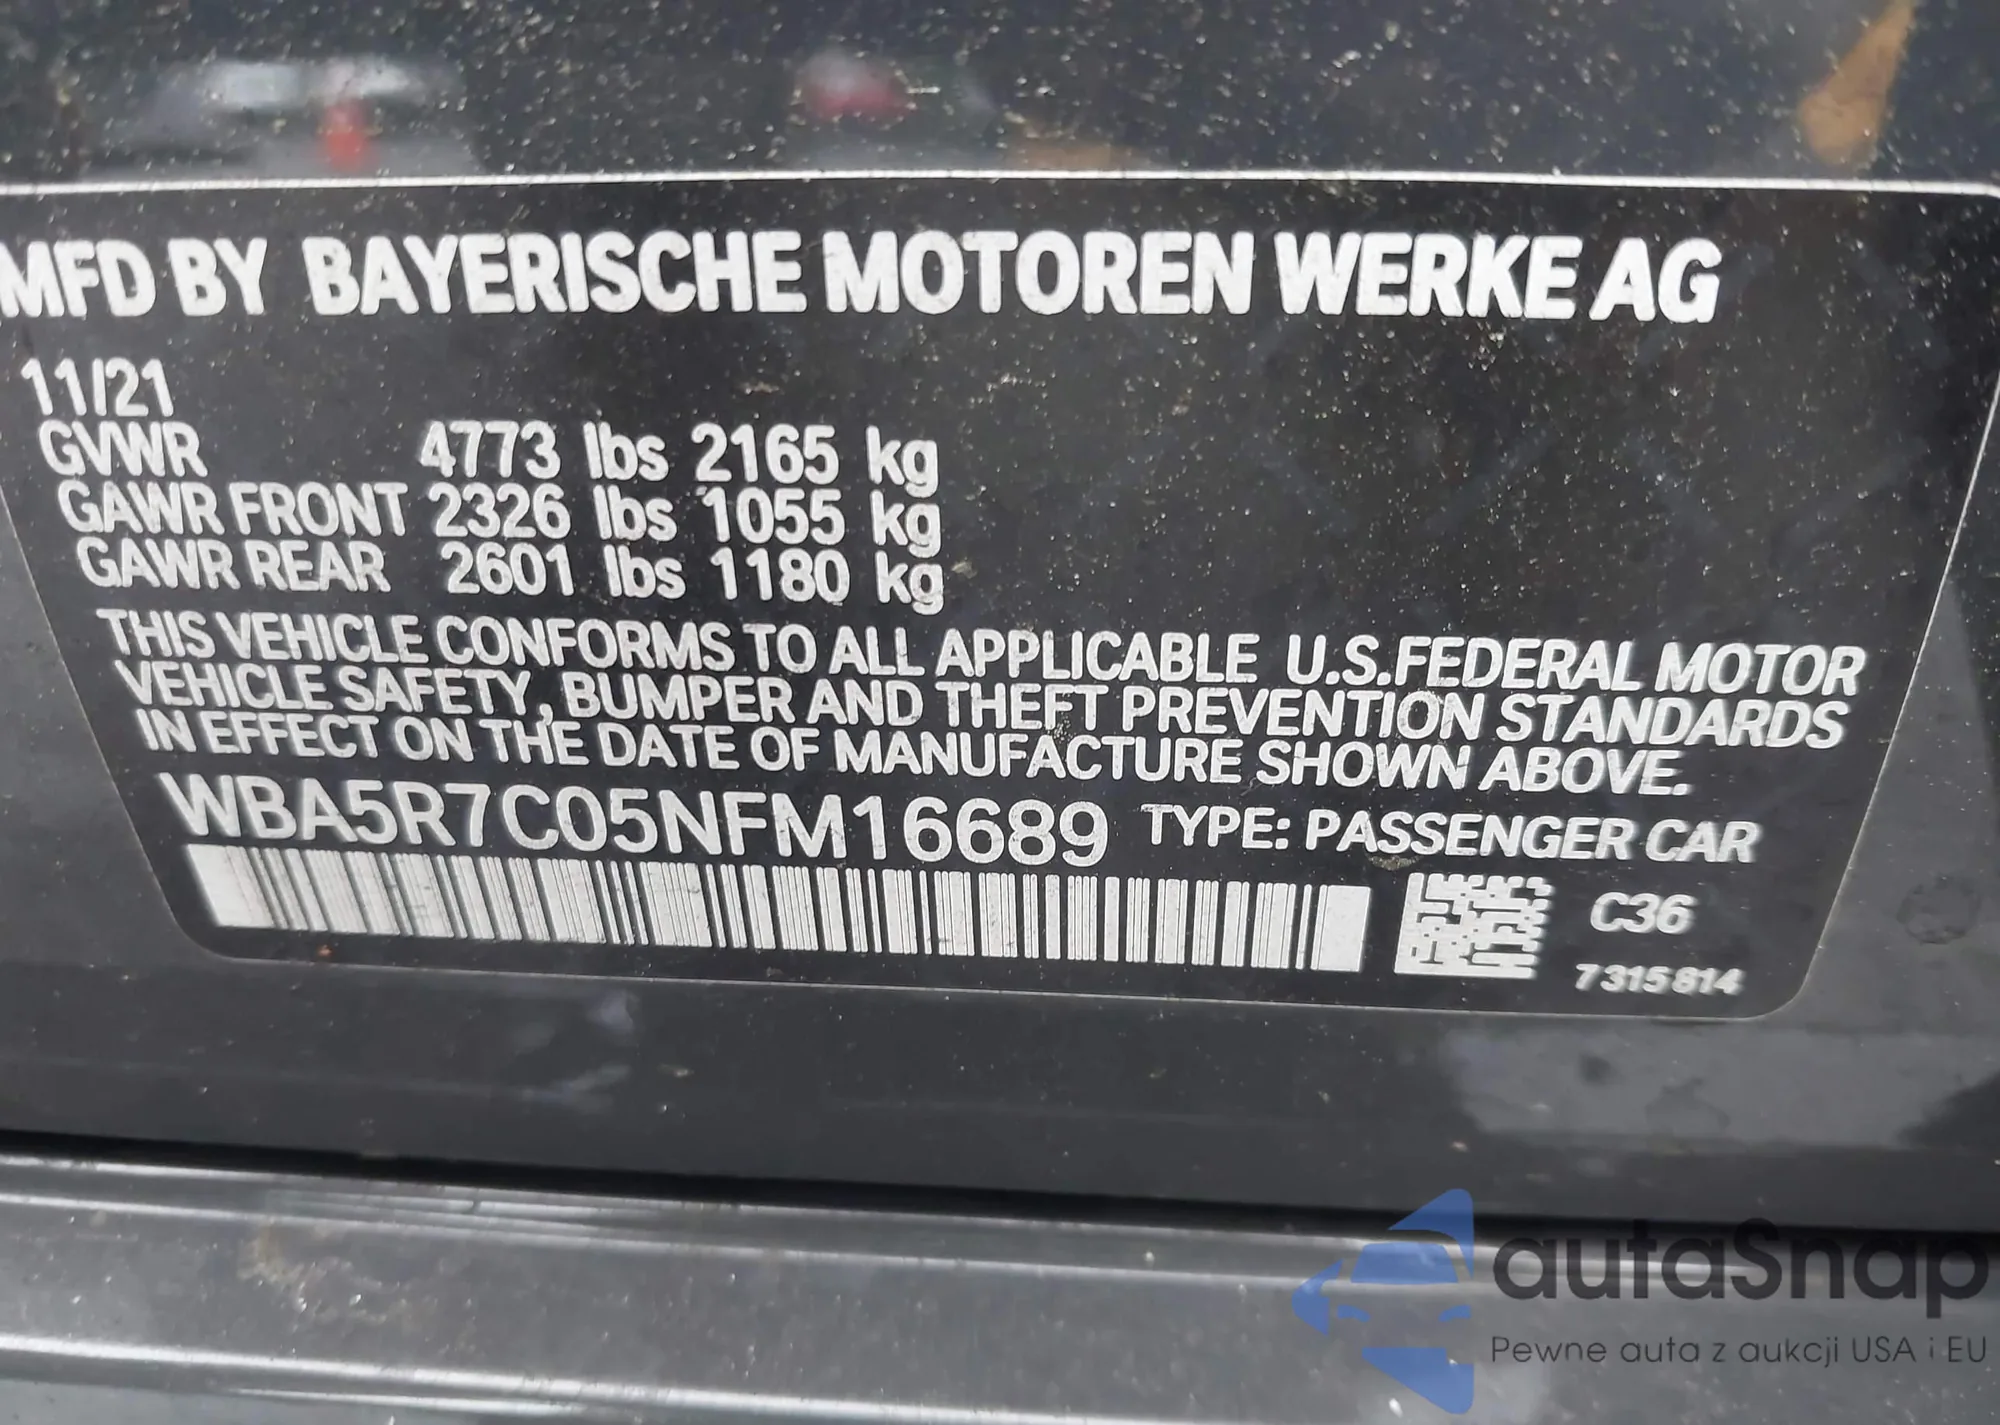 MFD BY BAYERISCHE MOTOREN WERKE AG
11/21
GVWR 4773 lbs 2165 kg
GAWR FRONT 2326 lbs 1055 kg
GAWR REAR 2601 lbs 1180 kg
THIS VEHICLE CONFORMS TO ALL APPLICABLE U.S.FEDERAL MOTOR
VEHICLE SAFETY, BUMPER AND THEFT PREVENTION STANDARDS
IN EFFECT ON THE DATE OF MANUFACTURE SHOWN ABOVE.
WBA5R7C05NFM16689 TYPE: PASSENGER CAR
C36
7315814
autaSnap
Pewne auta z aukcji USA i EU